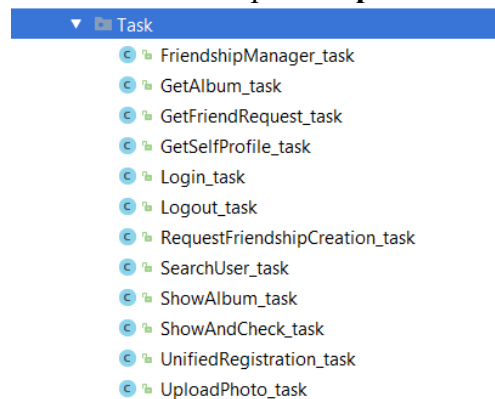 Task
FriendshipManager_task
GetAlbum_task
GetFriendRequest_task
GetSelfProfile_task
Login_task
Logout_task
RequestFriendshipCreation_task
SearchUser_task
ShowAlbum_task
ShowAndCheck_task
UnifiedRegistration_task
UploadPhoto_task